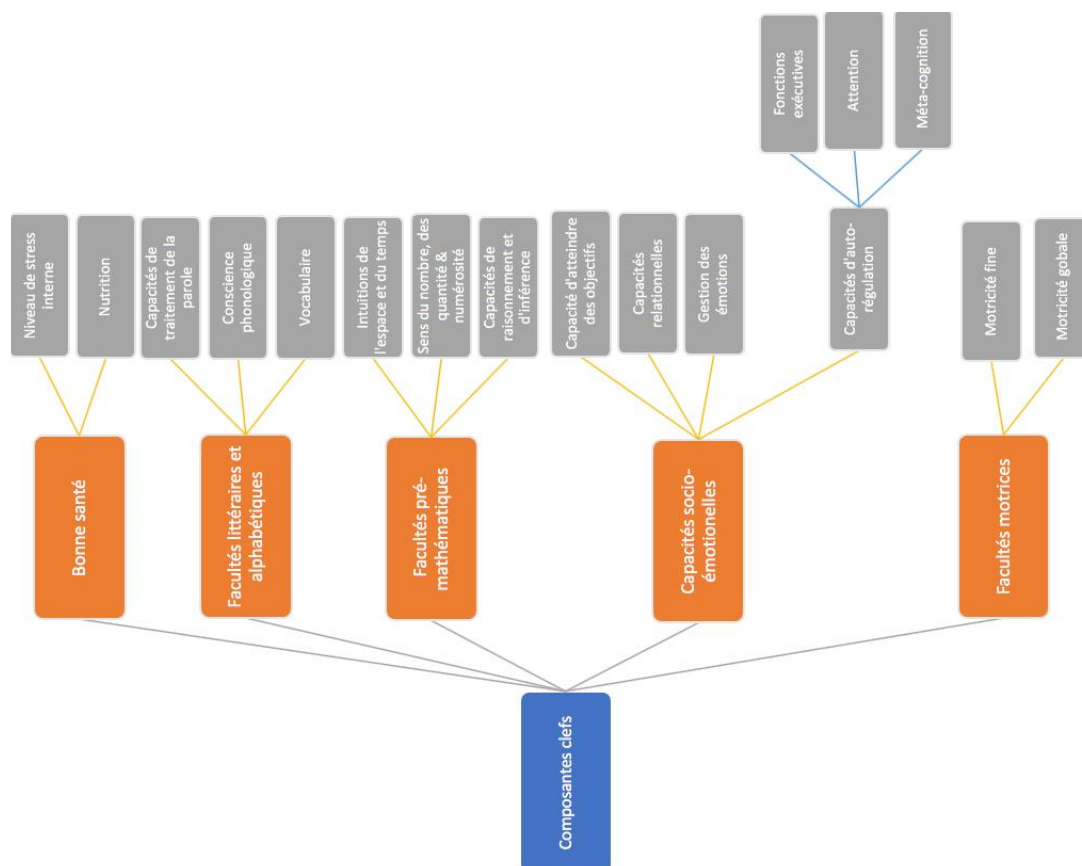 Composantes clefs
Bonne santé
Niveau de stress
interne
Nutrition
Facultés littéraires et
alphabétiques
Capacités de
traitement de la
parole
Conscience
phonologique
Vocabulaire
Facultés pré-
mathématiques
Intuitions de
l'espace et du temps
Sens du nombre, des
quantité &
numérosité
Capacités de
raisonnement et
d'inférence
Capacités socio-
émotionelles
Capacité d'atteindre
des objectifs
Capacités
relationnelles
Gestion des
émotions
Capacités d'auto-
régulation
Fonctions
exécutives
Attention
Méta-cognition
Facultés motrices
Motricité fine
Motricité gobale